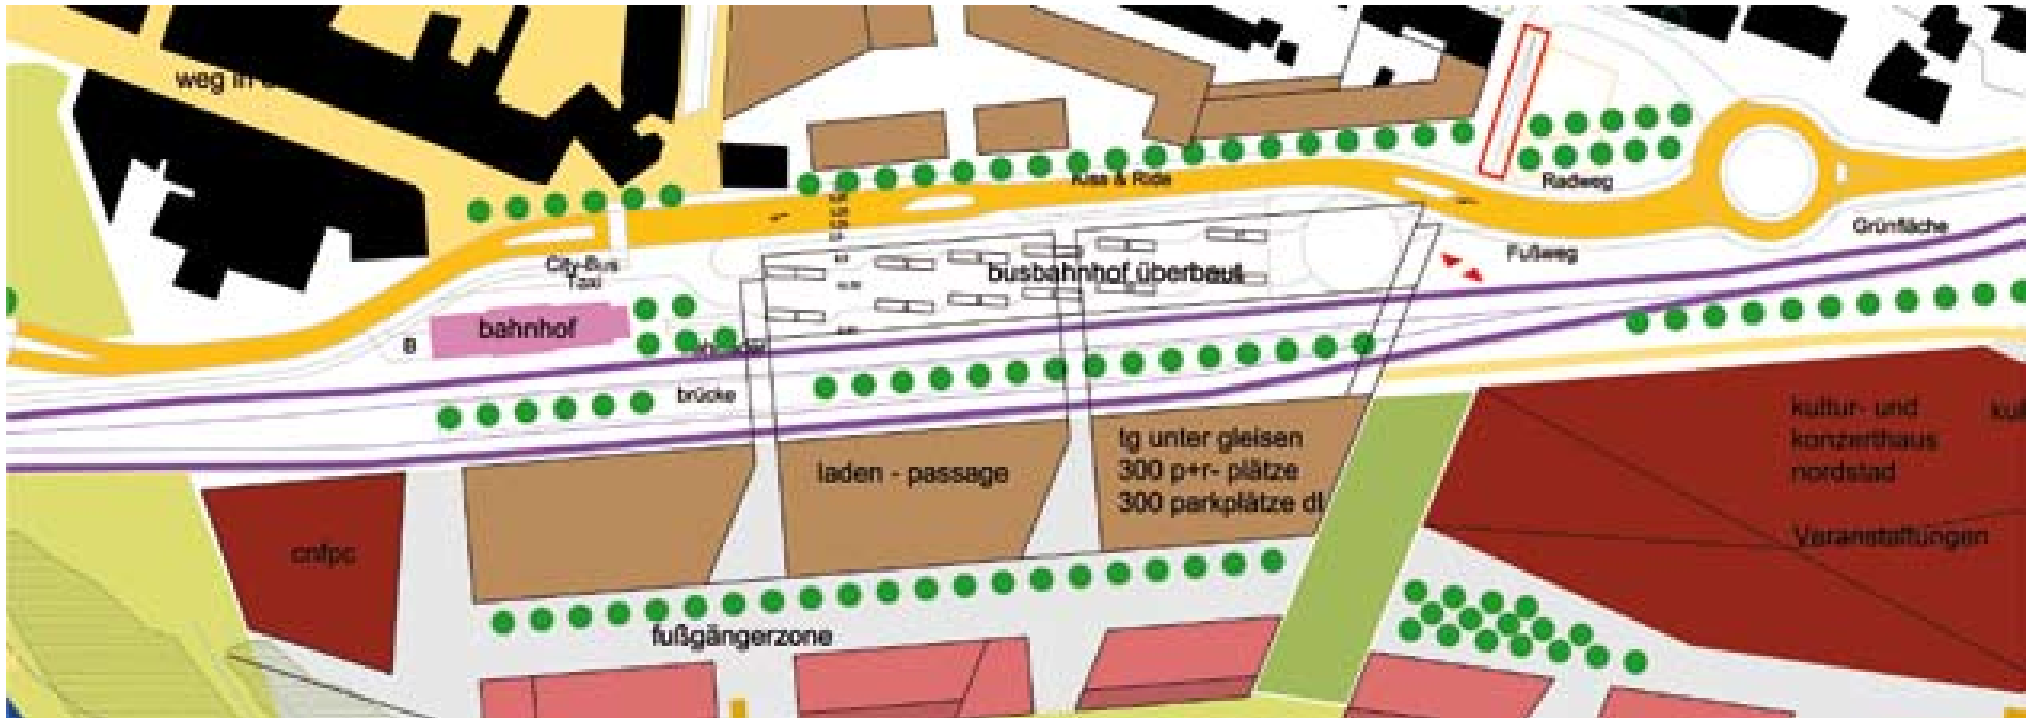 weg in
Kiss & Ride
Radweg
Grünfläche
Fußweg
City-Bus
Taxi
busbahnhof überbaut
bahnhof
B
brücke
kultur- und
konzerthaus
nordstad
Veranstaltungen
tg unter gleisen
300 p+r- plätze
300 parkplätze dl
laden - passage
cnfpc
fußgängerzone